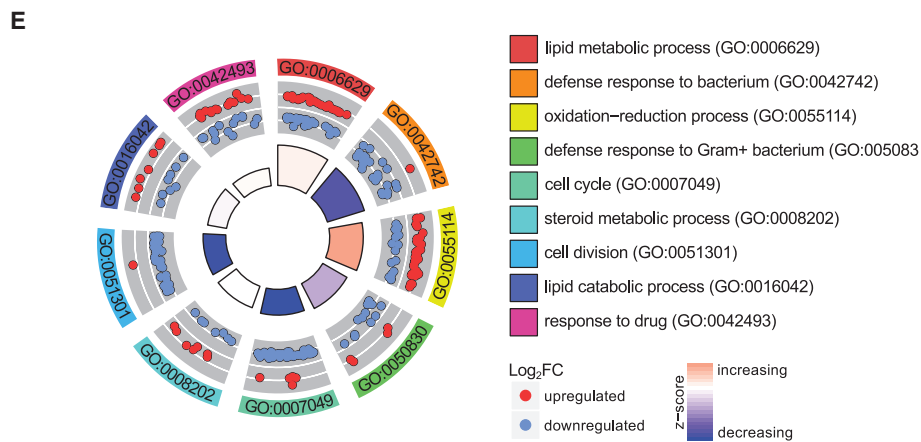 E
GO:0006629
GO:0042742
GO:0055114
GO:0050830
GO:0007049
GO:0008202
GO:0051301
GO:0016042
GO:0042493
lipid metabolic process (GO:0006629)
defense response to bacterium (GO:0042742)
oxidation−reduction process (GO:0055114)
defense response to Gram+ bacterium (GO:005083
cell cycle (GO:0007049)
steroid metabolic process (GO:0008202)
cell division (GO:0051301)
lipid catabolic process (GO:0016042)
response to drug (GO:0042493)
Log₂FC
upregulated
downregulated
z−score
increasing
decreasing